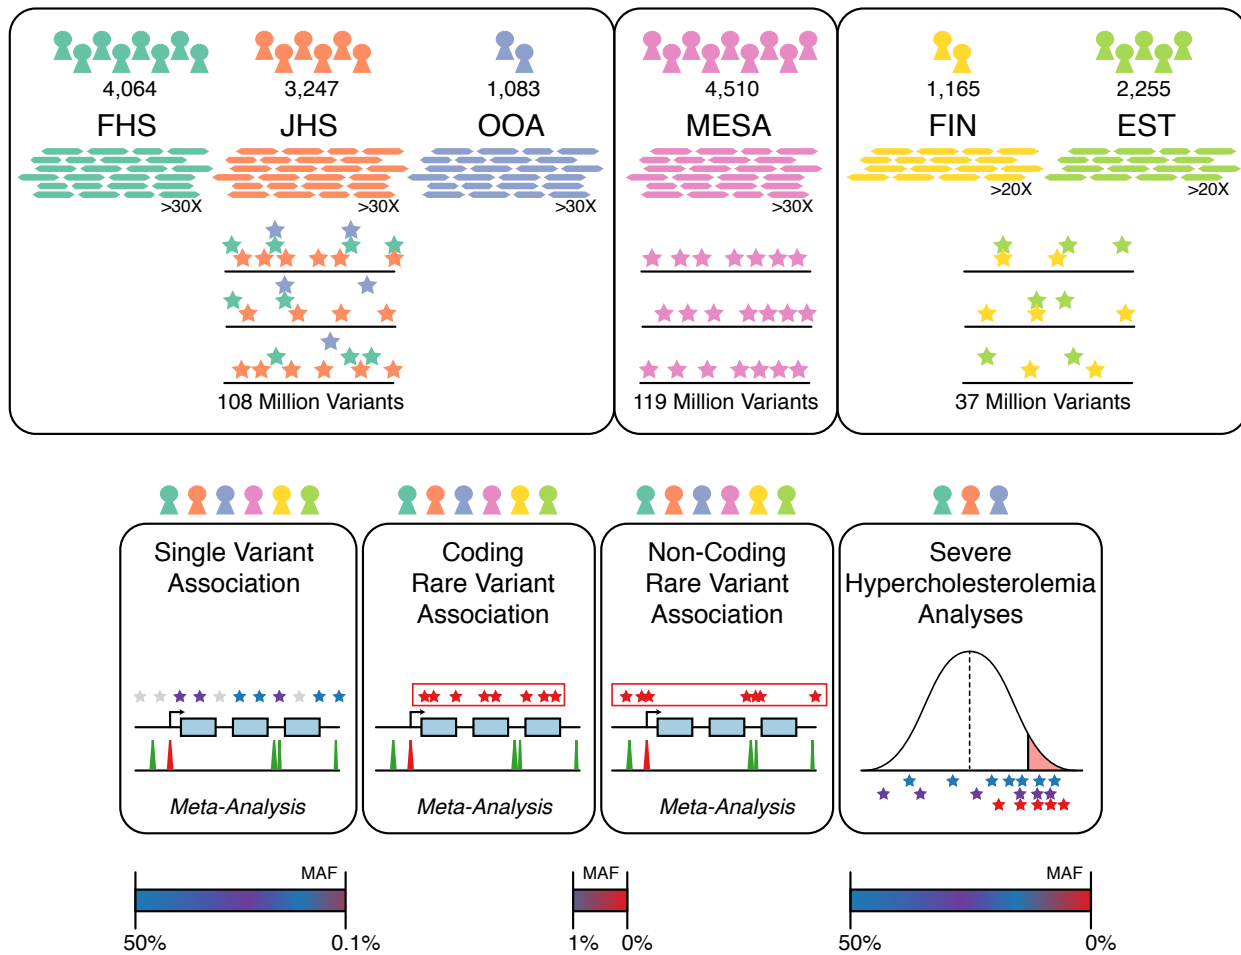 4,064
3,247
1,083
4,510
1,165
2,255
FHS
JHS
OOA
MESA
FIN
EST
>30X
>30X
>30X
>30X
>20X
>20X
108 Million Variants
119 Million Variants
37 Million Variants
Single Variant
Association
Meta-Analysis
Coding
Rare Variant
Association
Meta-Analysis
Non-Coding
Rare Variant
Association
Meta-Analysis
Severe
Hypercholesterolemia
Analyses
MAF
50%
0.1%
MAF
1%
0%
MAF
50%
0%